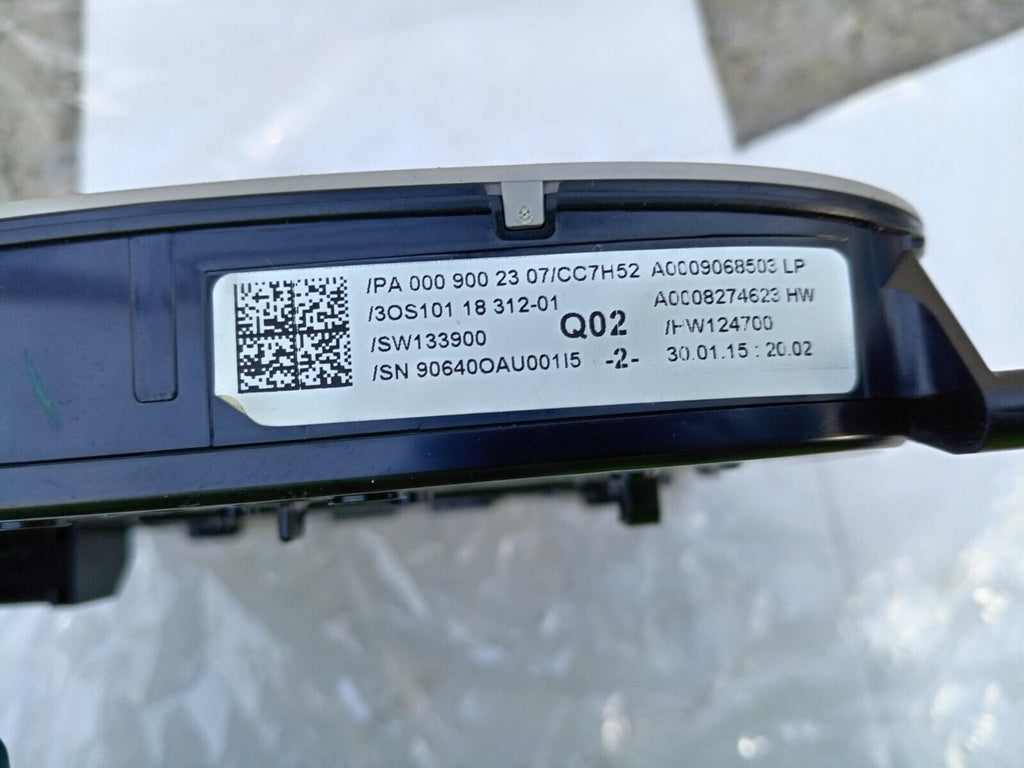 /PA 000 900 23 07/CC7H52 A0009068503 LP
/3OS101 18 312-01 A0008274623 HW
/SW133900 Q02 /HW124700
/SN 90640OAU001I5 -2- 30.01.15 : 20.02